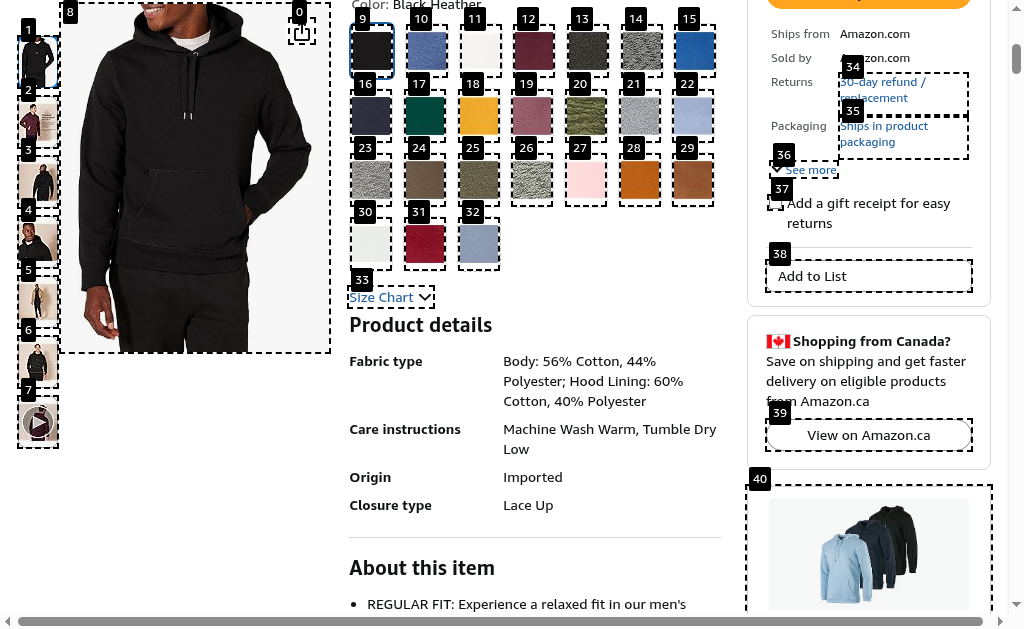 Color: Black Heather
0
1
2
3
4
5
6
7
8
9
10
11
12
13
14
15
16
17
18
19
20
21
22
23
24
25
26
27
28
29
30
31
32
33
Size Chart
Product details
Fabric type
Body: 56% Cotton, 44%
Polyester; Hood Lining: 60%
Cotton, 40% Polyester
Care instructions
Machine Wash Warm, Tumble Dry
Low
Origin
Imported
Closure type
Lace Up
About this item
• REGULAR FIT: Experience a relaxed fit in our men's
Ships from
Amazon.com
Sold by
Amazon.com
Returns
34
30-day refund /
replacement
35
Packaging
Ships in product
packaging
36
See more
37
Add a gift receipt for easy
returns
38
Add to List
Shopping from Canada?
Save on shipping and get faster
delivery on eligible products
from Amazon.ca
39
View on Amazon.ca
40